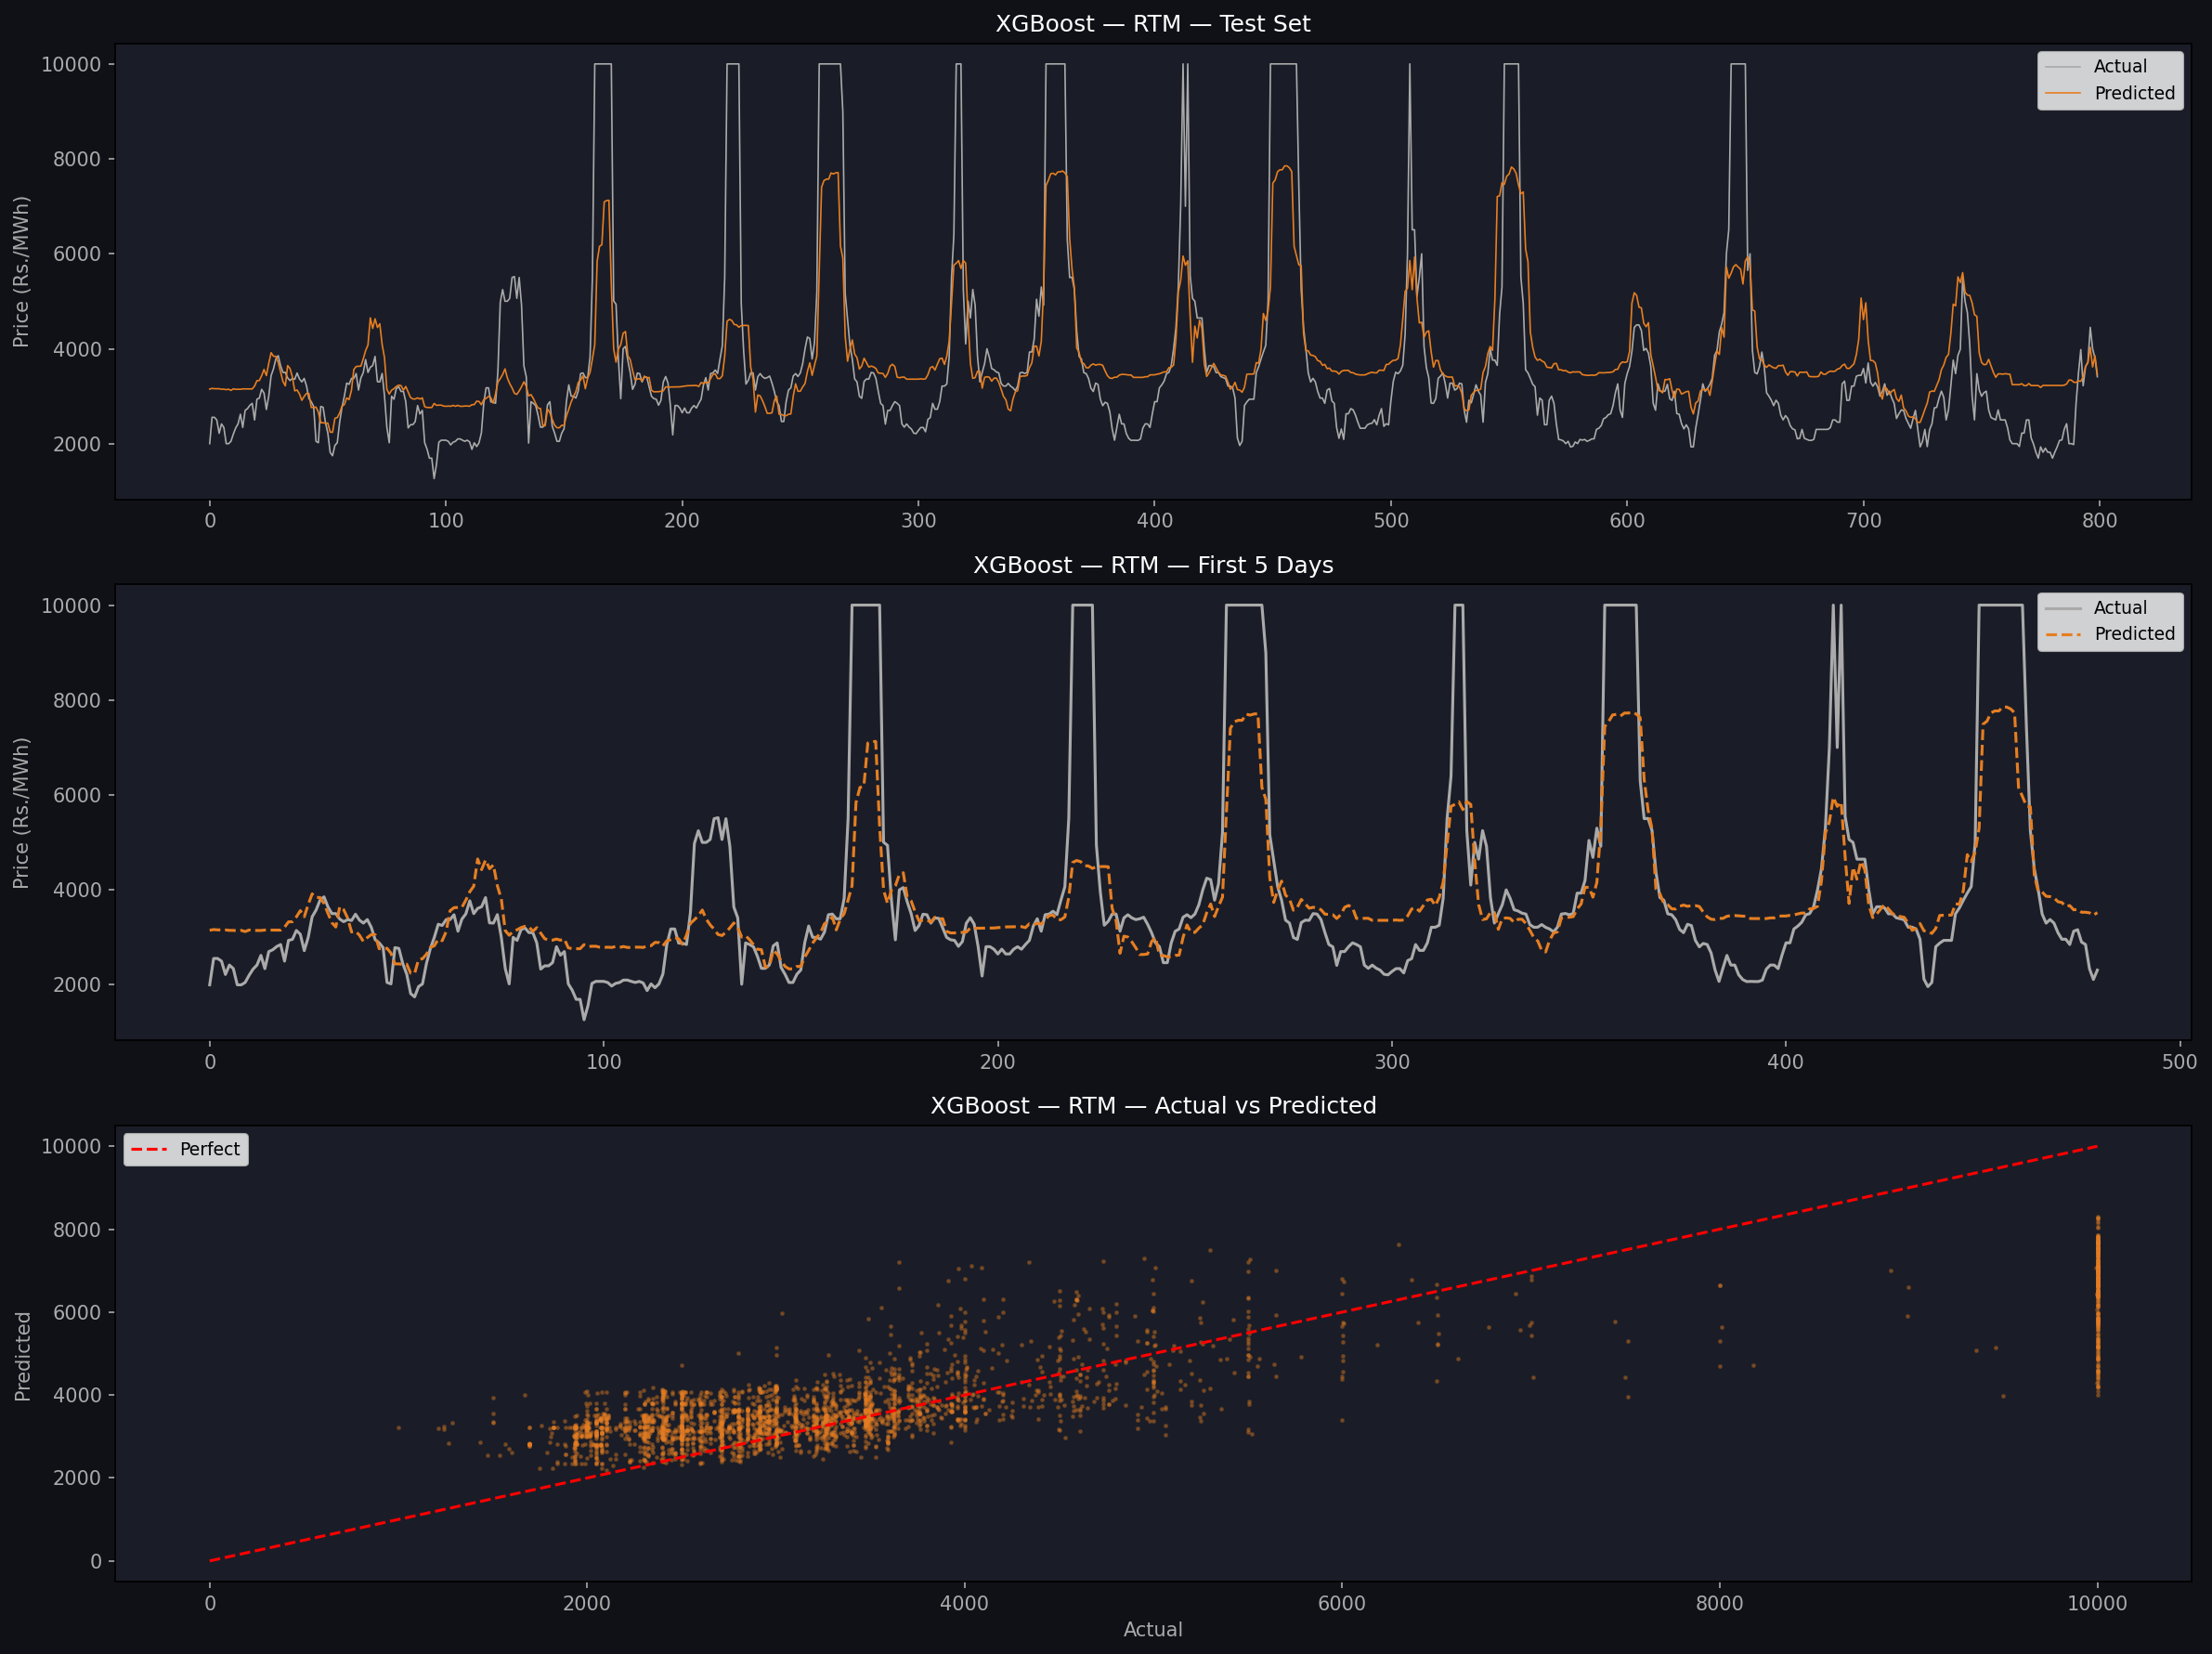 XGBoost — RTM — Test Set
Price (Rs./MWh)
10000
8000
6000
4000
2000
Actual
Predicted
0 100 200 300 400 500 600 700 800
XGBoost — RTM — First 5 Days
Price (Rs./MWh)
10000
8000
6000
4000
2000
Actual
Predicted
0 100 200 300 400 500
XGBoost — RTM — Actual vs Predicted
Predicted
10000
8000
6000
4000
2000
0
Perfect
0 2000 4000 6000 8000 10000
Actual